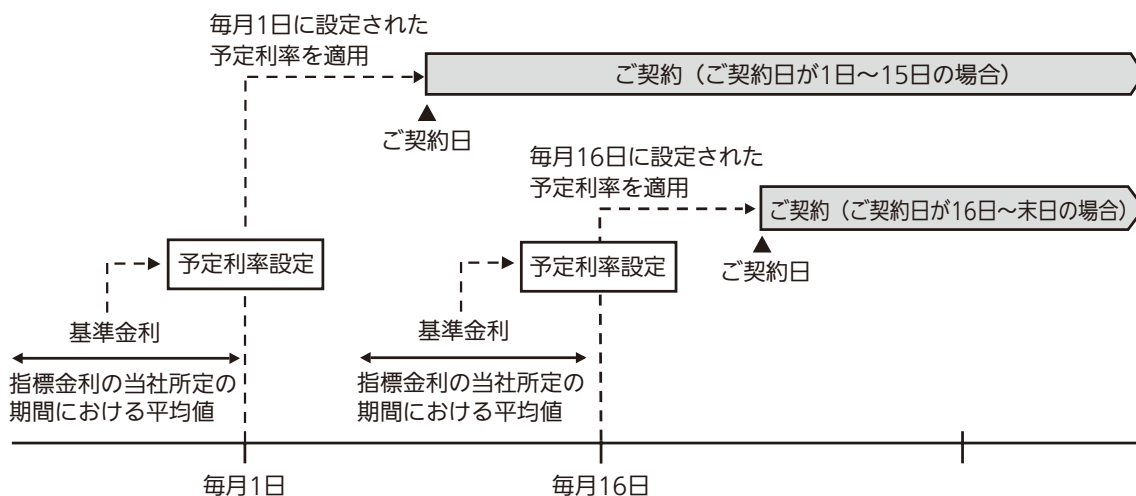 毎月1日に設定された
予定利率を適用
ご契約（ご契約日が1日～15日の場合）
ご契約日
毎月16日に設定された
予定利率を適用
ご契約（ご契約日が16日～末日の場合）
ご契約日
予定利率設定
予定利率設定
基準金利
基準金利
指標金利の当社所定の
期間における平均値
指標金利の当社所定の
期間における平均値
毎月1日
毎月16日